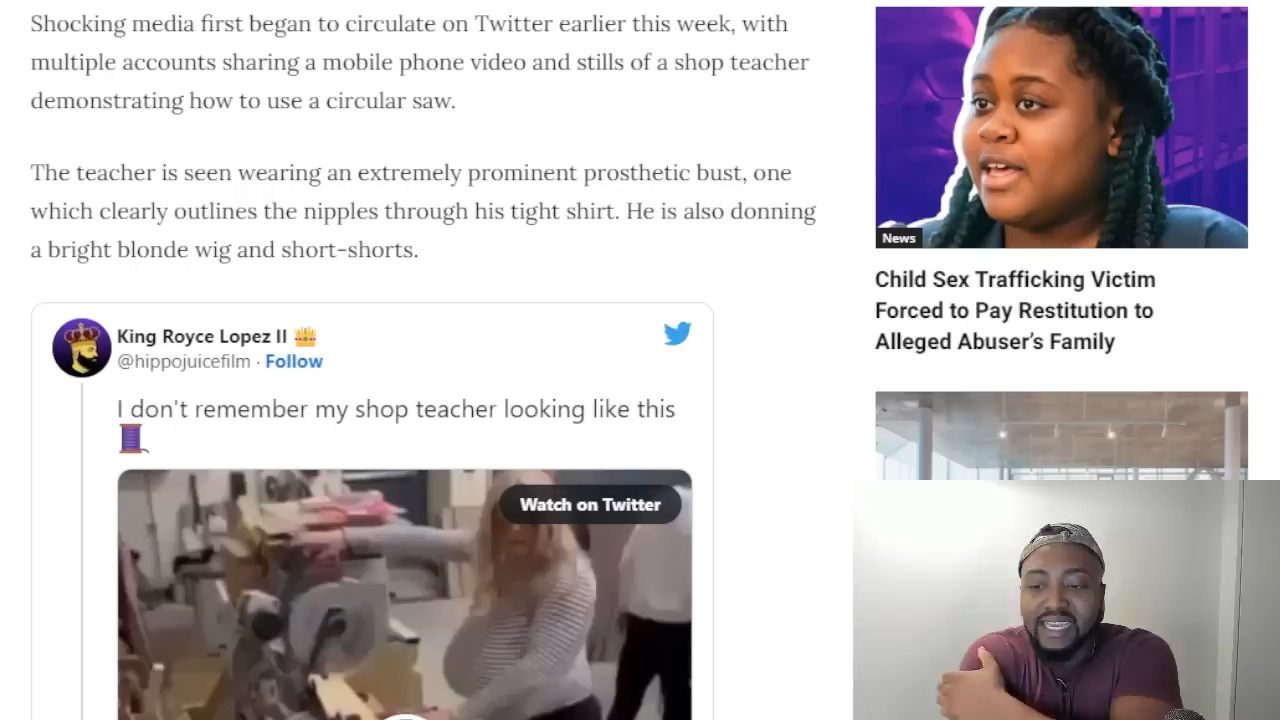 Shocking media first began to circulate on Twitter earlier this week, with
multiple accounts sharing a mobile phone video and stills of a shop teacher
demonstrating how to use a circular saw.
The teacher is seen wearing an extremely prominent prosthetic bust, one
which clearly outlines the nipples through his tight shirt. He is also donning
a bright blonde wig and short-shorts.
King Royce Lopez II
@hippojuicefilm · Follow
I don't remember my shop teacher looking like this
Watch on Twitter
News
Child Sex Trafficking Victim
Forced to Pay Restitution to
Alleged Abuser’s Family